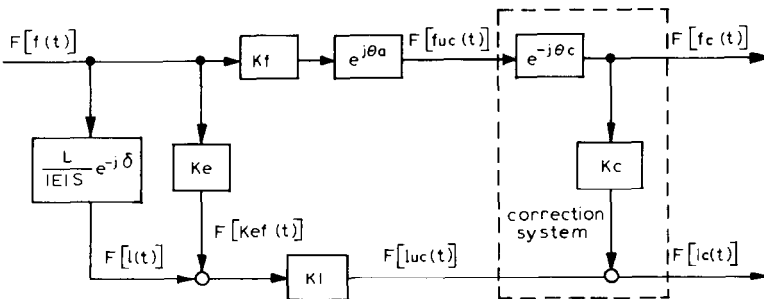 F[f(t)]
Kf
e^{jθa}
F[fuc(t)]
e^{-jθc}
F[fc(t)]
L
|E|S
e^{-jδ}
Ke
Kc
F[l(t)]
F[Kef(t)]
Kl
F[luc(t)]
correction
system
F[lc(t)]